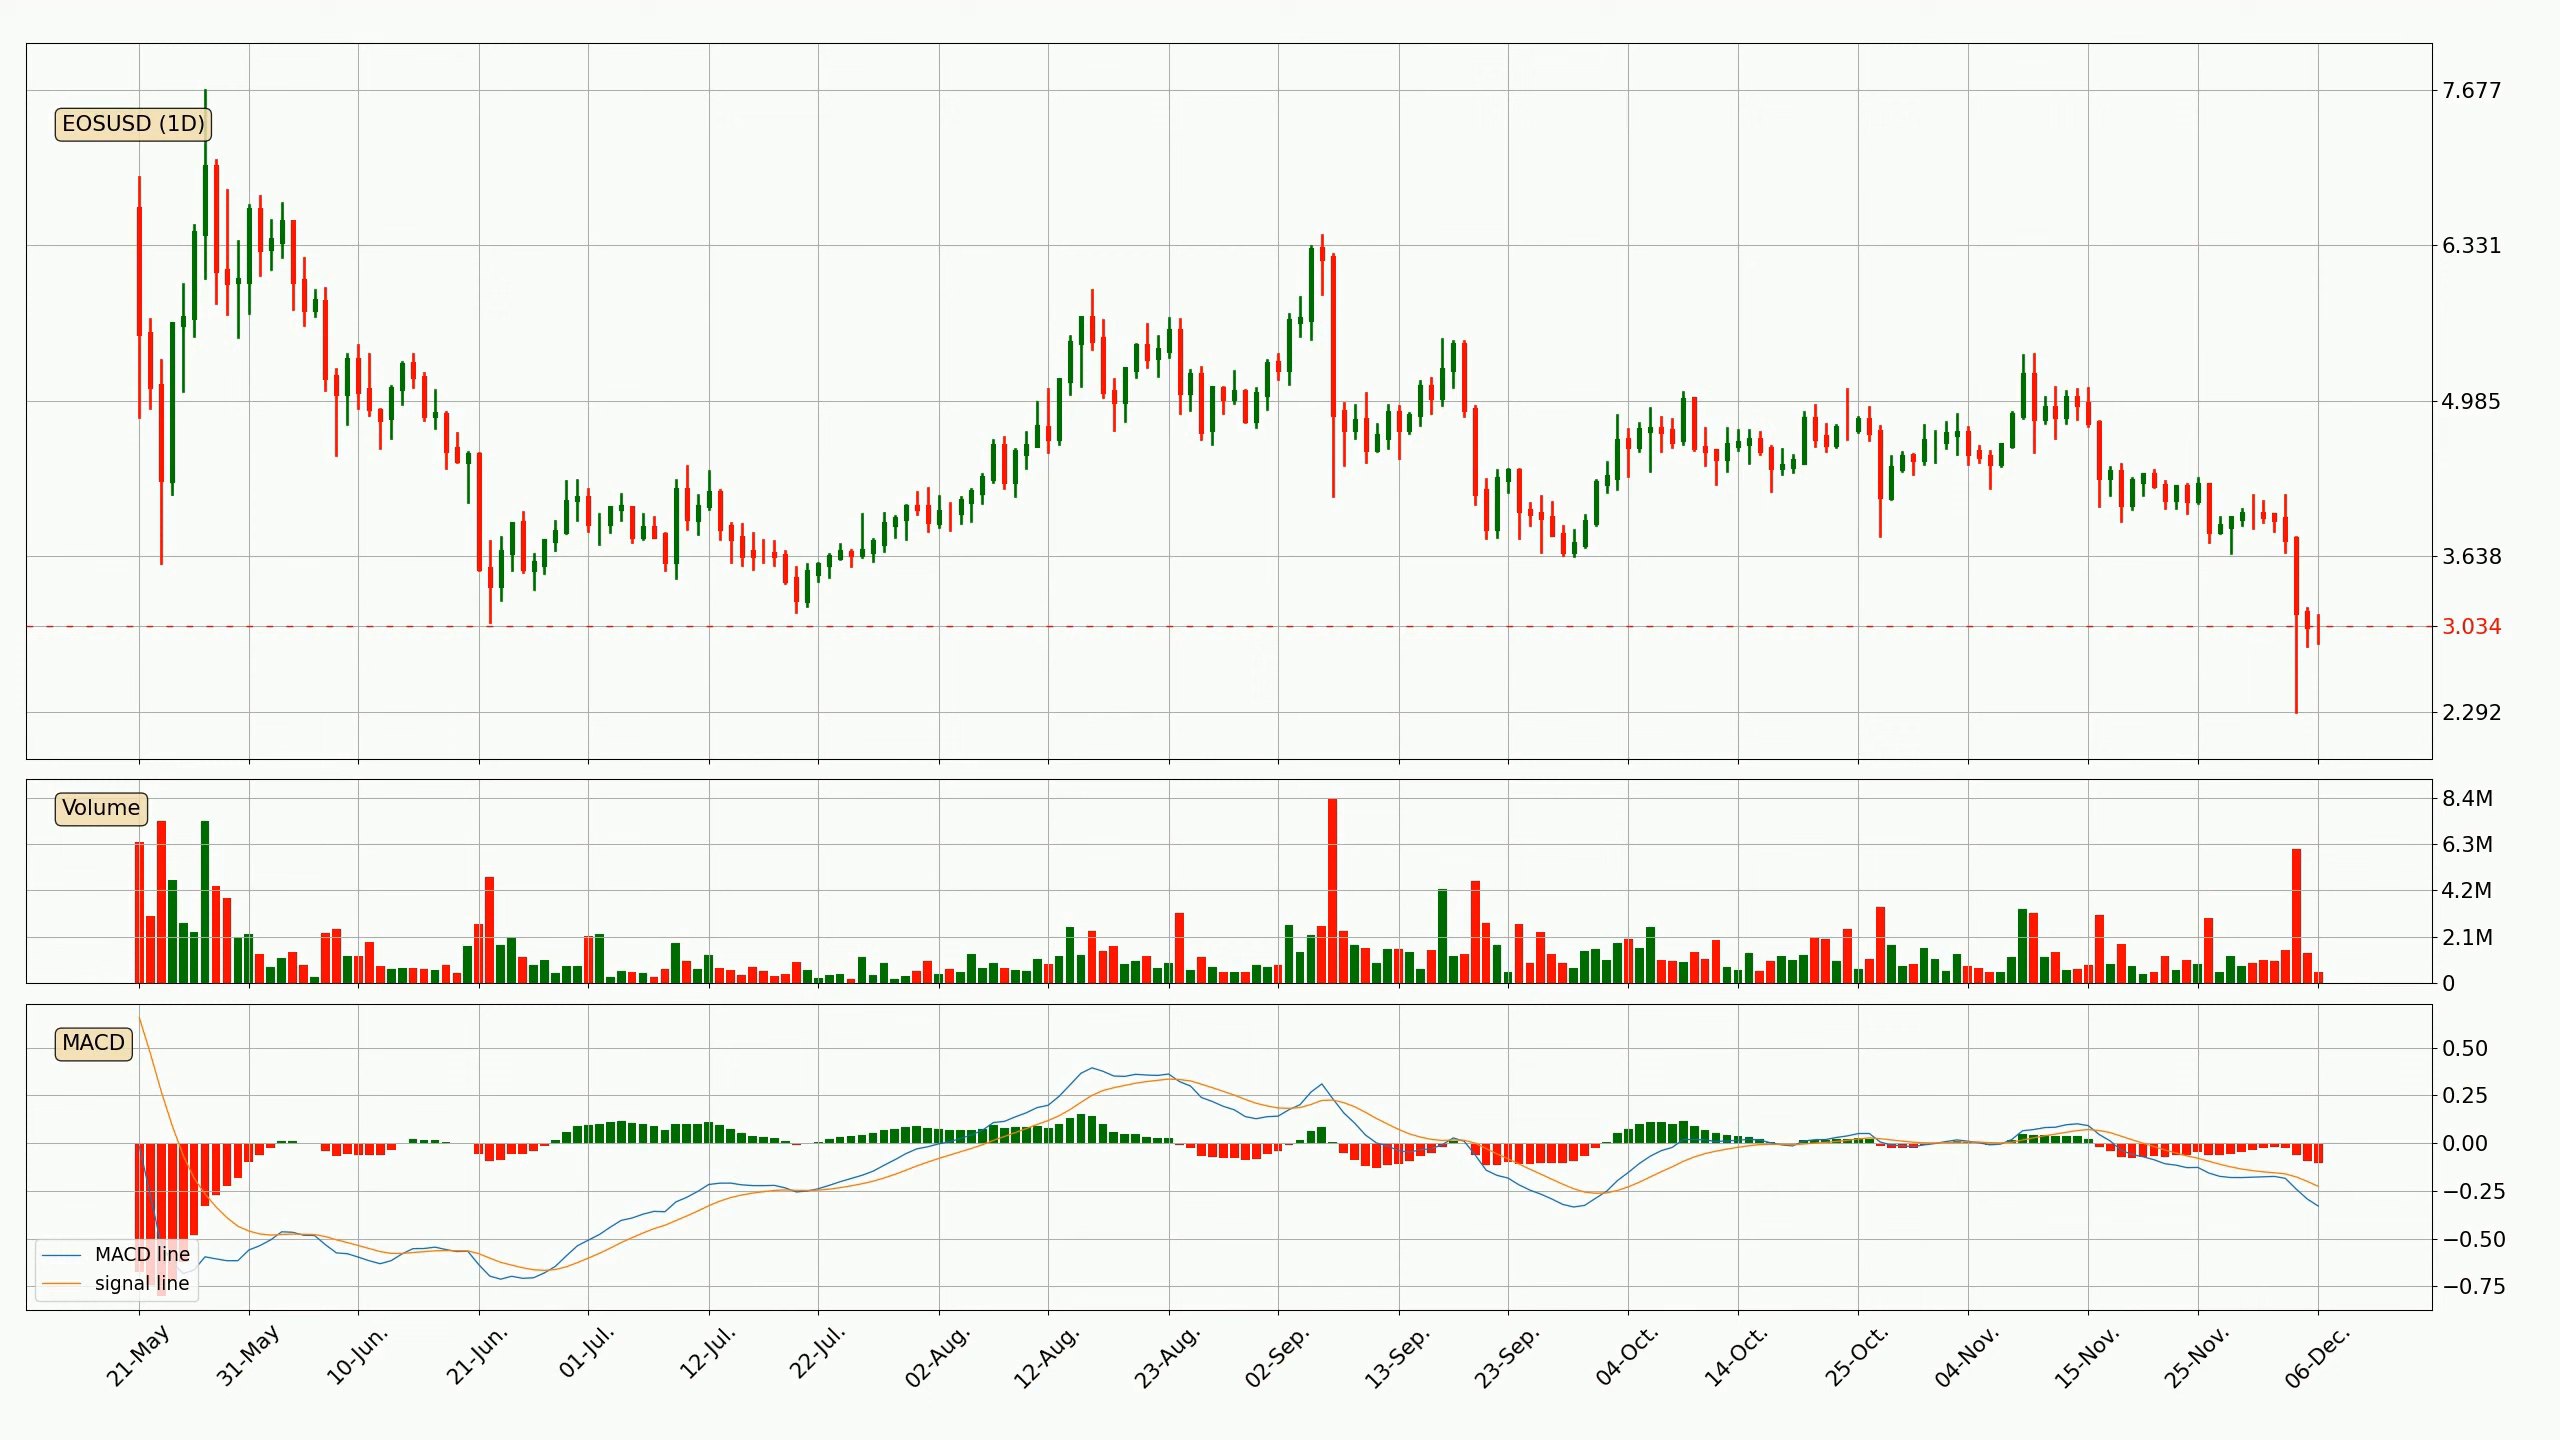 EOSUSD (1D)
7.677
6.331
4.985
3.638
3.034
2.292
Volume
8.4M
6.3M
4.2M
2.1M
0
MACD
0.50
0.25
0.00
−0.25
−0.50
−0.75
MACD line
signal line
21-May
31-May
10-Jun.
21-Jun.
01-Jul.
12-Jul.
22-Jul.
02-Aug.
12-Aug.
23-Aug.
02-Sep.
13-Sep.
23-Sep.
04-Oct.
14-Oct.
25-Oct.
04-Nov.
15-Nov.
25-Nov.
06-Dec.